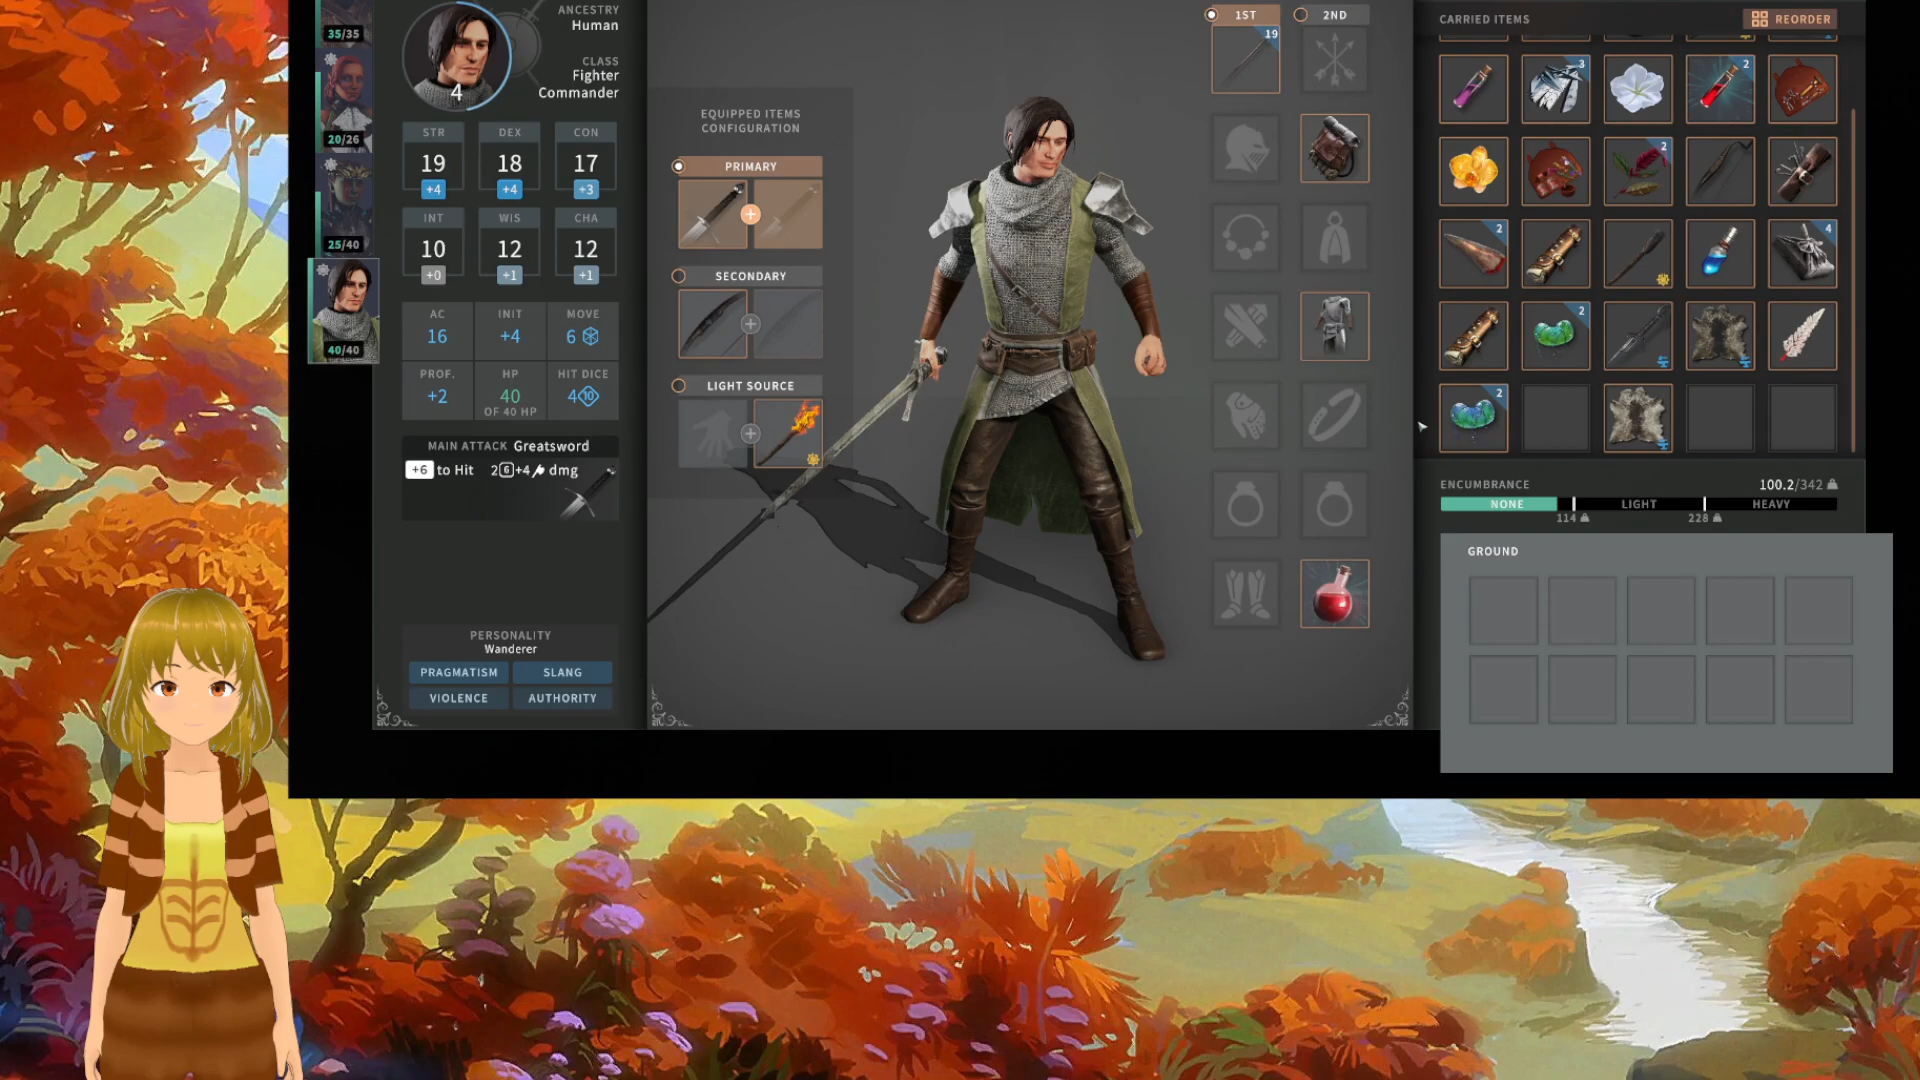 35/35
20/26
25/40
40/40
4
ANCESTRY
Human
CLASS
Fighter
Commander
STR
DEX
CON
19
18
17
+4
+4
+3
INT
WIS
CHA
10
12
12
+0
+1
+1
AC
INIT
MOVE
16
+4
6
PROF.
HP
HIT DICE
+2
40
4 10
OF 40 HP
MAIN ATTACK Greatsword
+6 to Hit 2 6 +4 dmg
PERSONALITY
Wanderer
PRAGMATISM
SLANG
VIOLENCE
AUTHORITY
EQUIPPED ITEMS
CONFIGURATION
PRIMARY
SECONDARY
LIGHT SOURCE
1ST
2ND
19
CARRIED ITEMS
REORDER
3
2
2
2
4
2
2
ENCUMBRANCE
100.2/342
NONE
LIGHT
HEAVY
114
228
GROUND